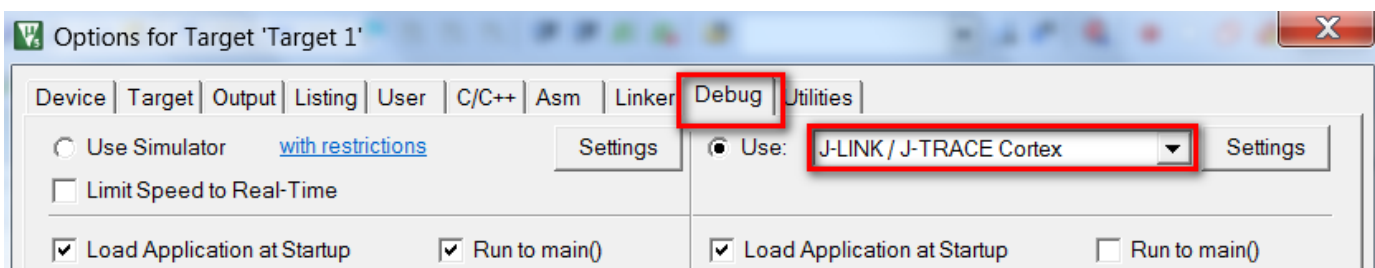 Options for Target 'Target 1'
Device Target Output Listing User C/C++ Asm Linker Debug Utilities
Use Simulator with restrictions Settings Use: J-LINK / J-TRACE Cortex Settings
Limit Speed to Real-Time
Load Application at Startup Run to main() Load Application at Startup Run to main()